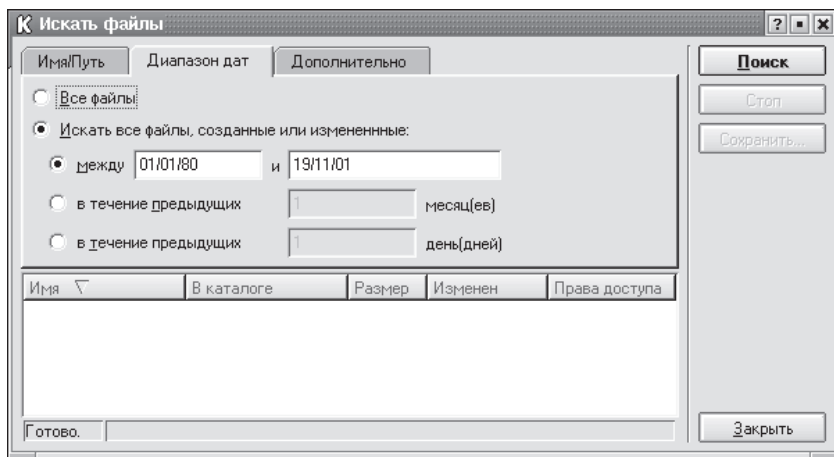 Искать файлы
Имя/Путь Диапазон дат Дополнительно
Все файлы
Искать все файлы, созданные или измененнные:
между 01/01/80 и 19/11/01
в течение предыдущих 1 месяц(ев)
в течение предыдущих 1 день(дней)
Имя В каталоге Размер Изменен Права доступа
Готово.
Поиск
Стоп
Сохранить...
Закрыть